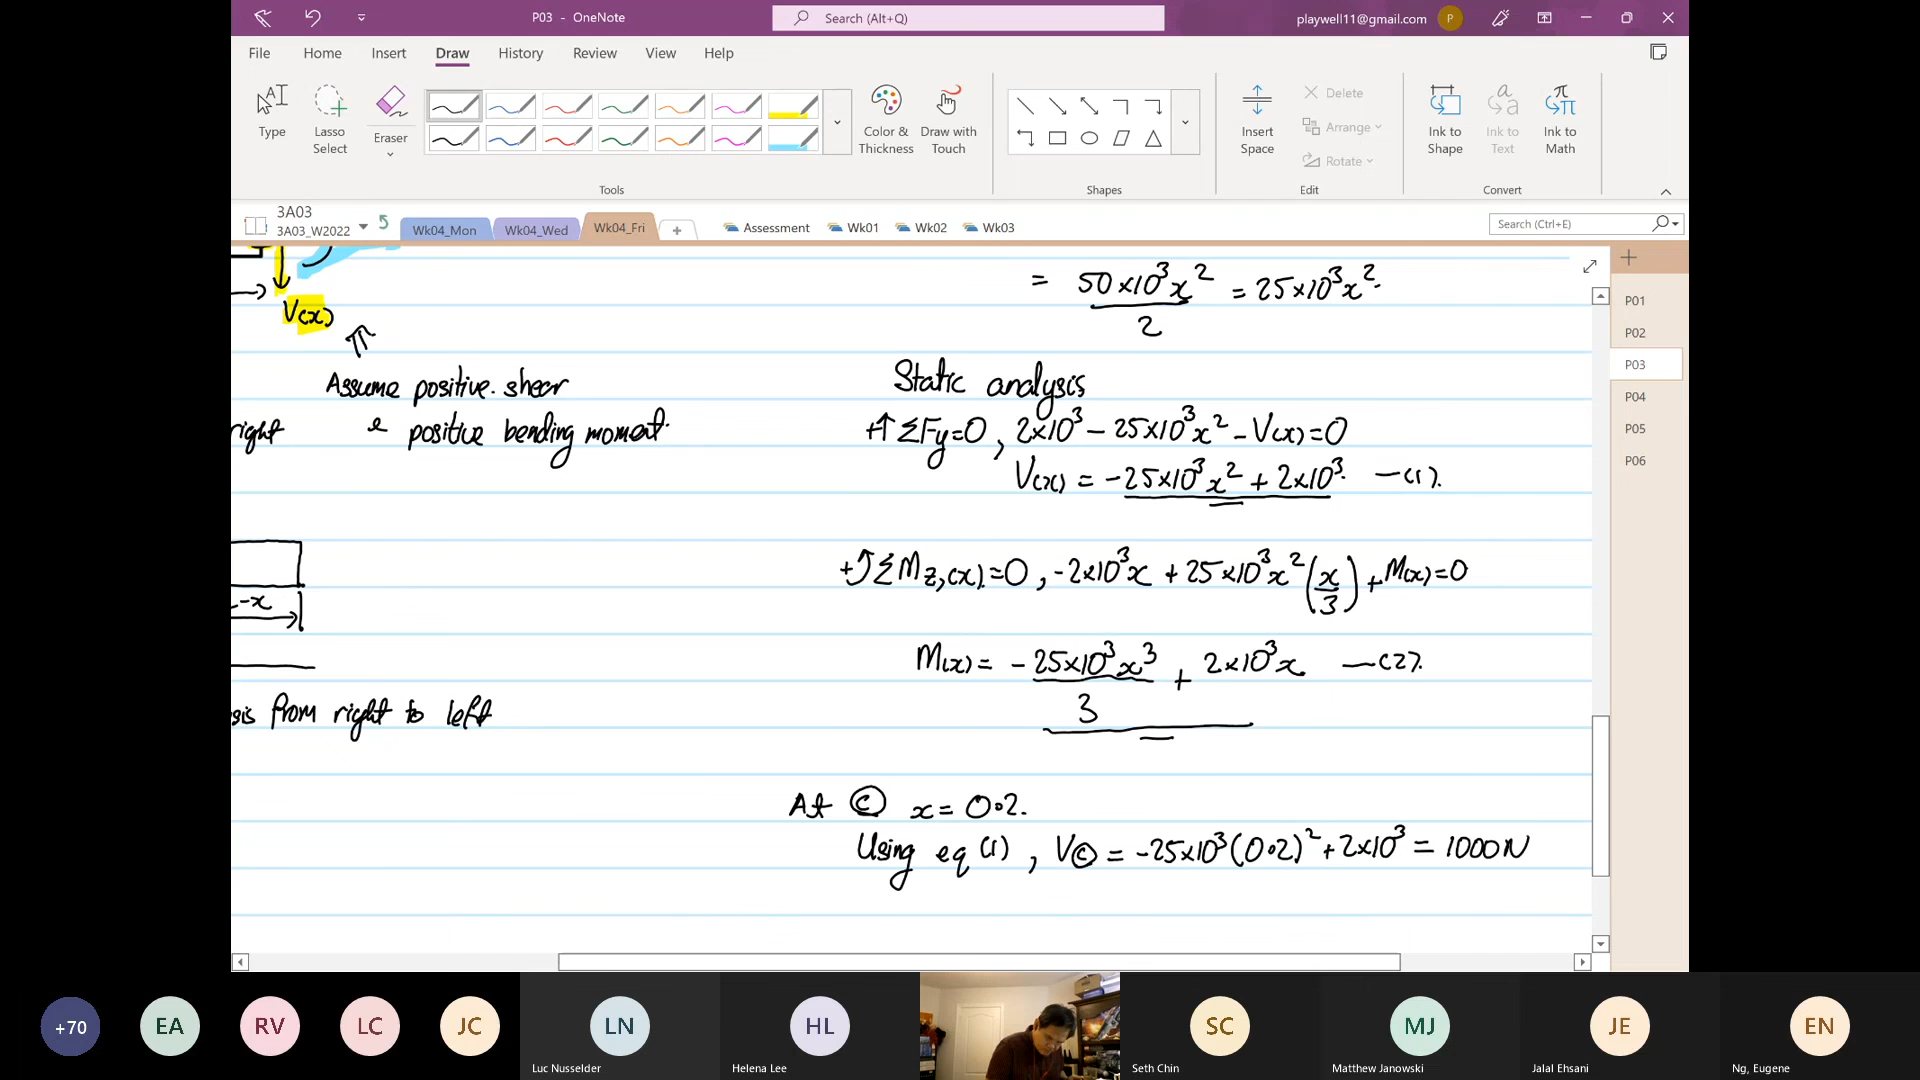 P03 - OneNote
Search (Alt+Q)
playwell11@gmail.com
P
File Home Insert Draw History Review View Help
Type
Lasso Select
Eraser
Color & Thickness
Draw with Touch
Insert Space
Delete
Arrange
Rotate
Ink to Shape
Ink to Text
Ink to Math
Tools
Shapes
Edit
Convert
3A03
3A03_W2022
Wk04_Mon
Wk04_Wed
Wk04_Fri
Assessment
Wk01
Wk02
Wk03
Search (Ctrl+E)
P01
P02
P03
P04
P05
P06
= 50×10³x² / 2 = 25×10³x².
V(x)
Assume positive shear
right & positive bending moment.
Static analysis
+↑ΣFy=0, 2×10³ - 25×10³x² - V(x)=0
V(x) = -25×10³x² + 2×10³. —(1).
+↺ΣMz,(x).=0, -2×10³x + 25×10³x²(x/3) + M(x)=0
-x
M(x) = - 25×10³x³ / 3 + 2×10³x —(2).
sis from right to left
At Ⓒ x = 0.2.
Using eq (1), VⒸ = -25×10³(0.2)² + 2×10³ = 1000N
+70
EA
RV
LC
JC
LN
Luc Nusselder
HL
Helena Lee
SC
Seth Chin
MJ
Matthew Janowski
JE
Jalal Ehsani
EN
Ng, Eugene